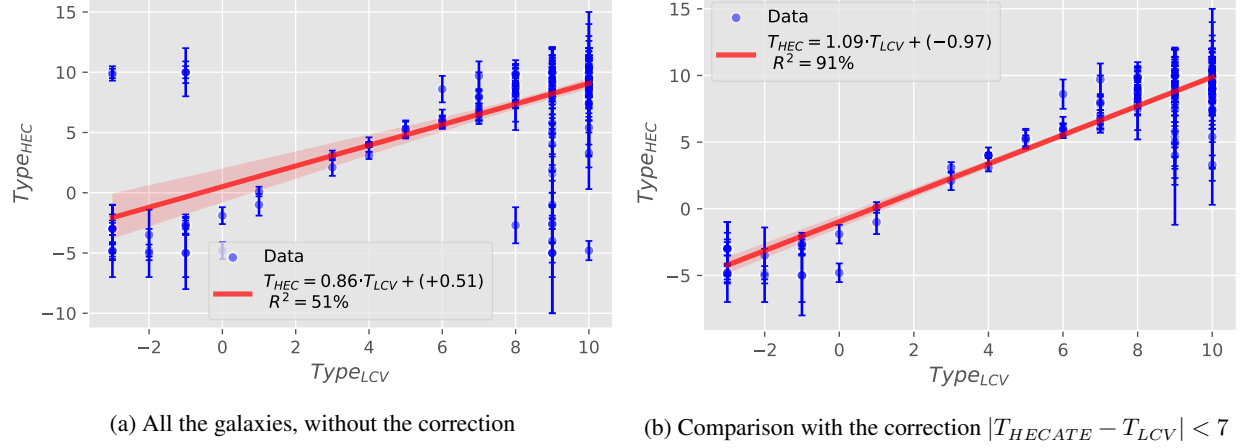 15
10
5
0
−5
−10
Type_HEC
Data
T_HEC = 0.86·T_LCV + (+0.51)
R² = 51%
−2 0 2 4 6 8 10
Type_LCV
(a) All the galaxies, without the correction
15
10
5
0
−5
Type_HEC
Data
T_HEC = 1.09·T_LCV + (−0.97)
R² = 91%
−2 0 2 4 6 8 10
Type_LCV
(b) Comparison with the correction |T_HECATE − T_LCV| < 7